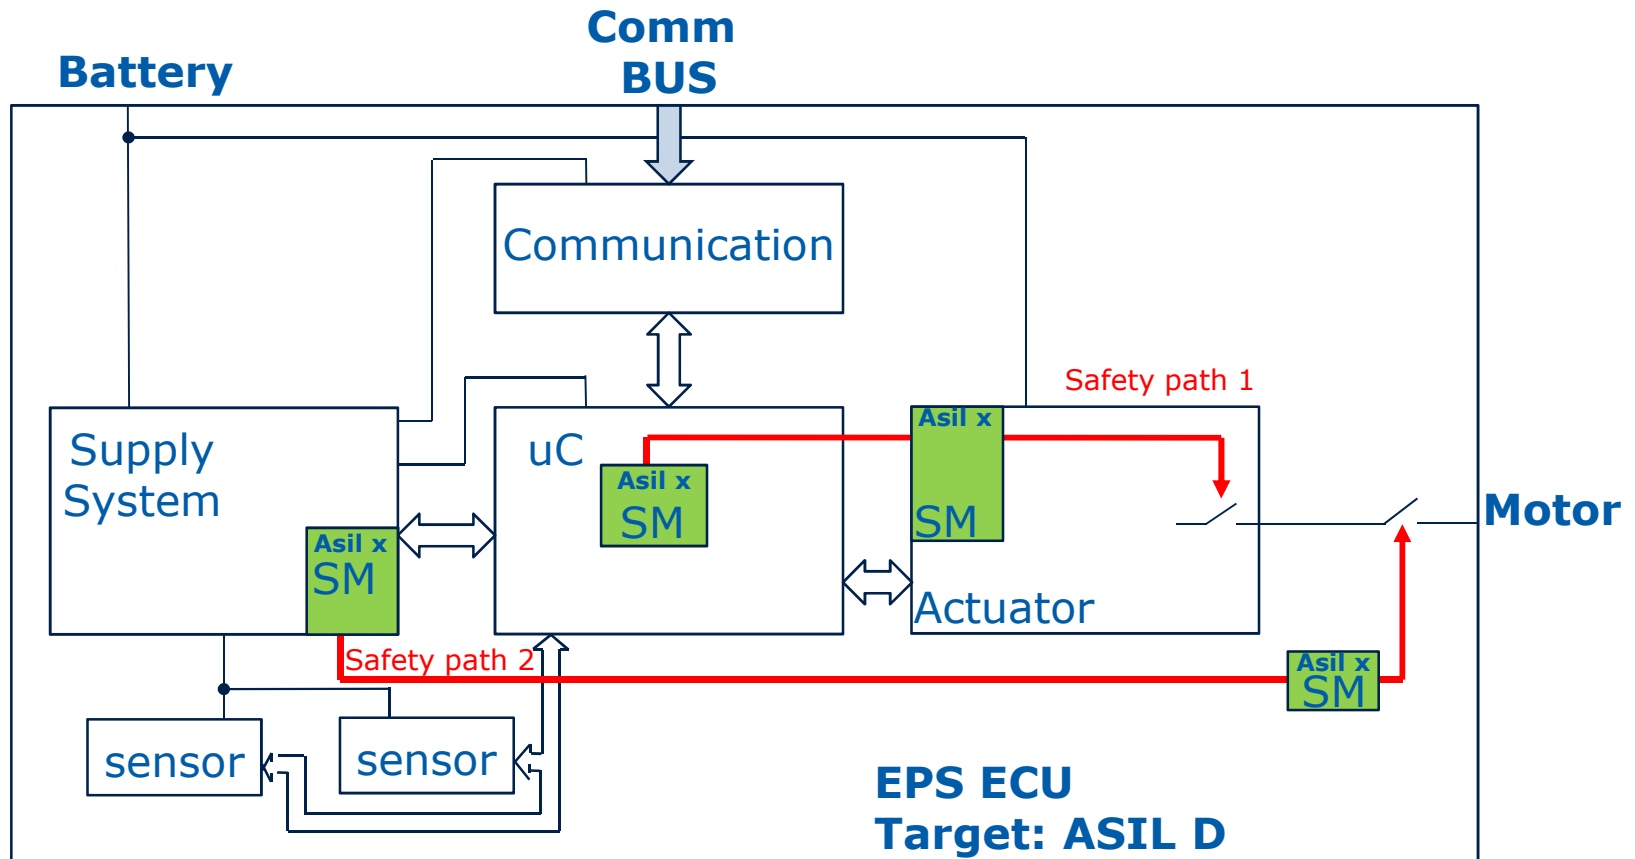 Comm
BUS
Battery
Communication
Safety path 1
Supply
System
Asil x
SM
uC
Asil x
SM
Asil x
SM
Actuator
Motor
Safety path 2
Asil x
SM
sensor
sensor
EPS ECU
Target: ASIL D